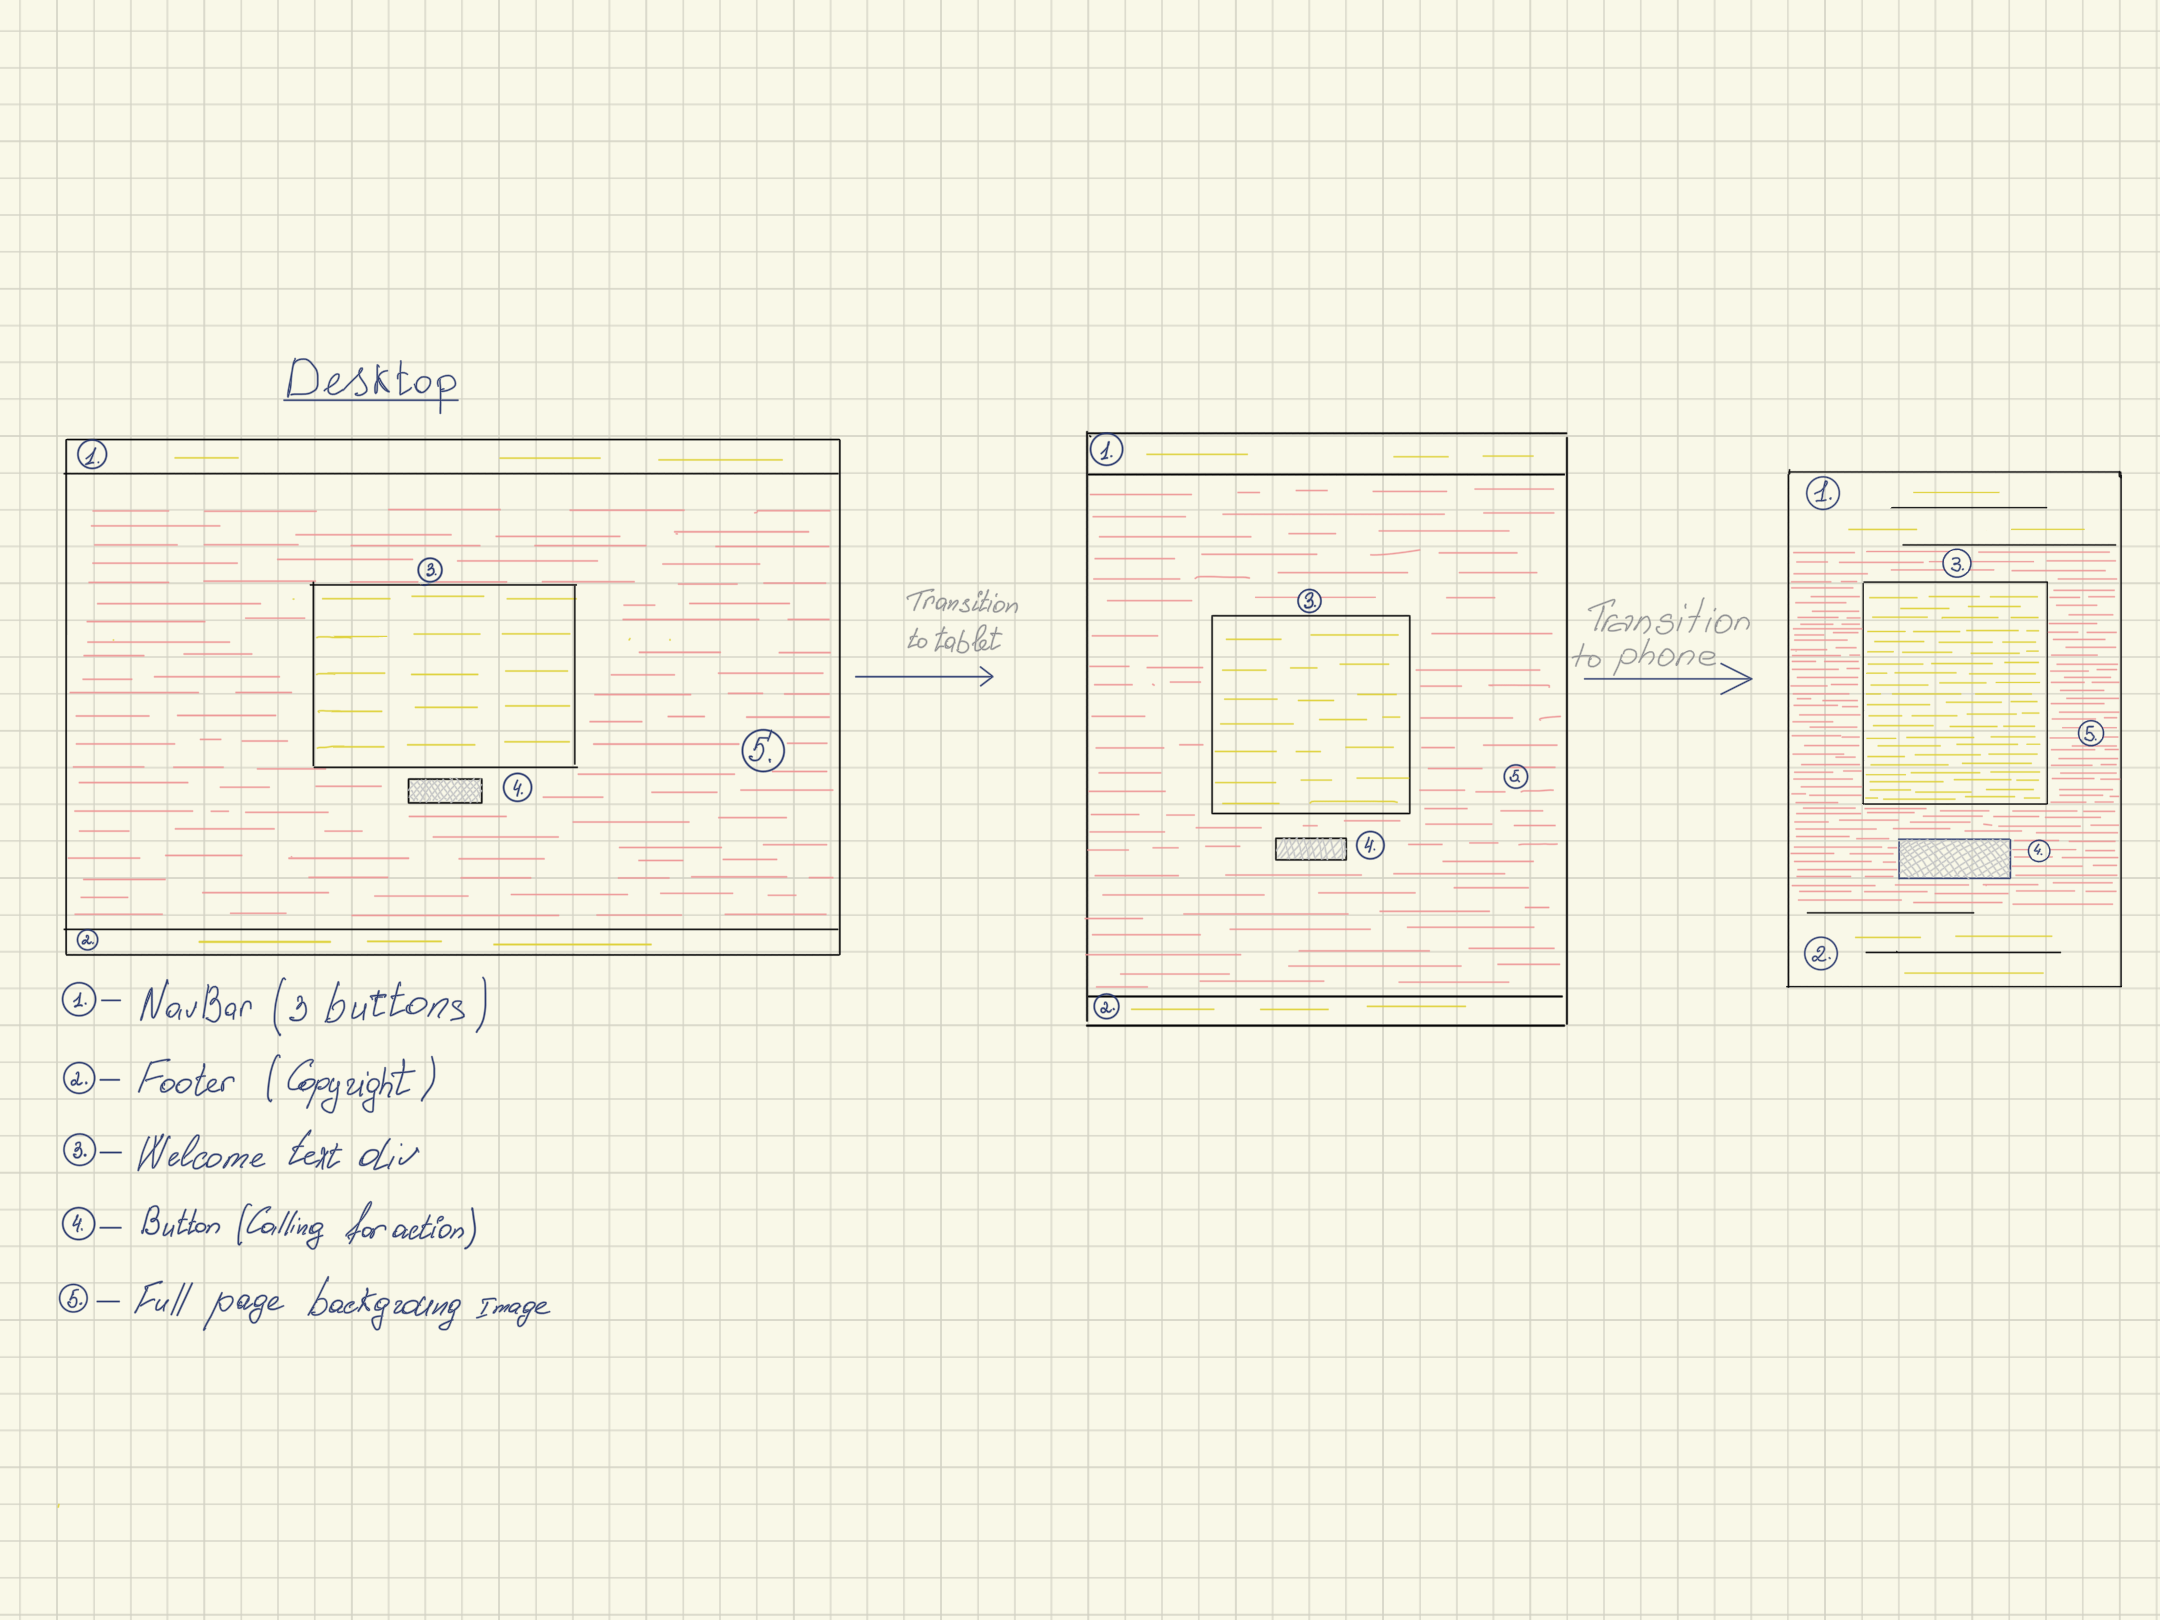 Desktop
1.
3.
4.
5.
2.
Transition
to tablet
1.
3.
5.
4.
2.
Transition
to phone
1.
3.
5.
4.
2.
1. — NavBar (3 buttons)
2. — Footer (Copyright)
3. — Welcome text div
4. — Button (Calling for action)
5. — Full page backgroung Image